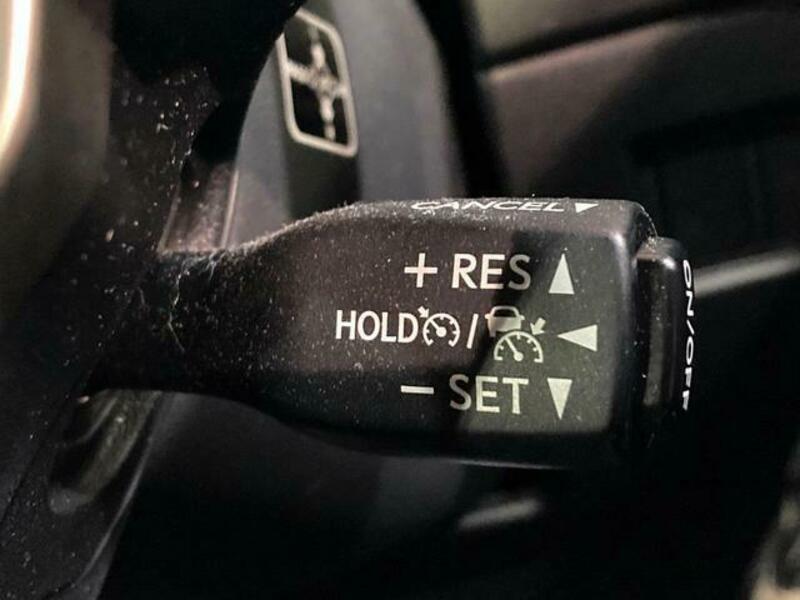 CANCEL
+ RES
HOLD /
- SET
ON/OFF